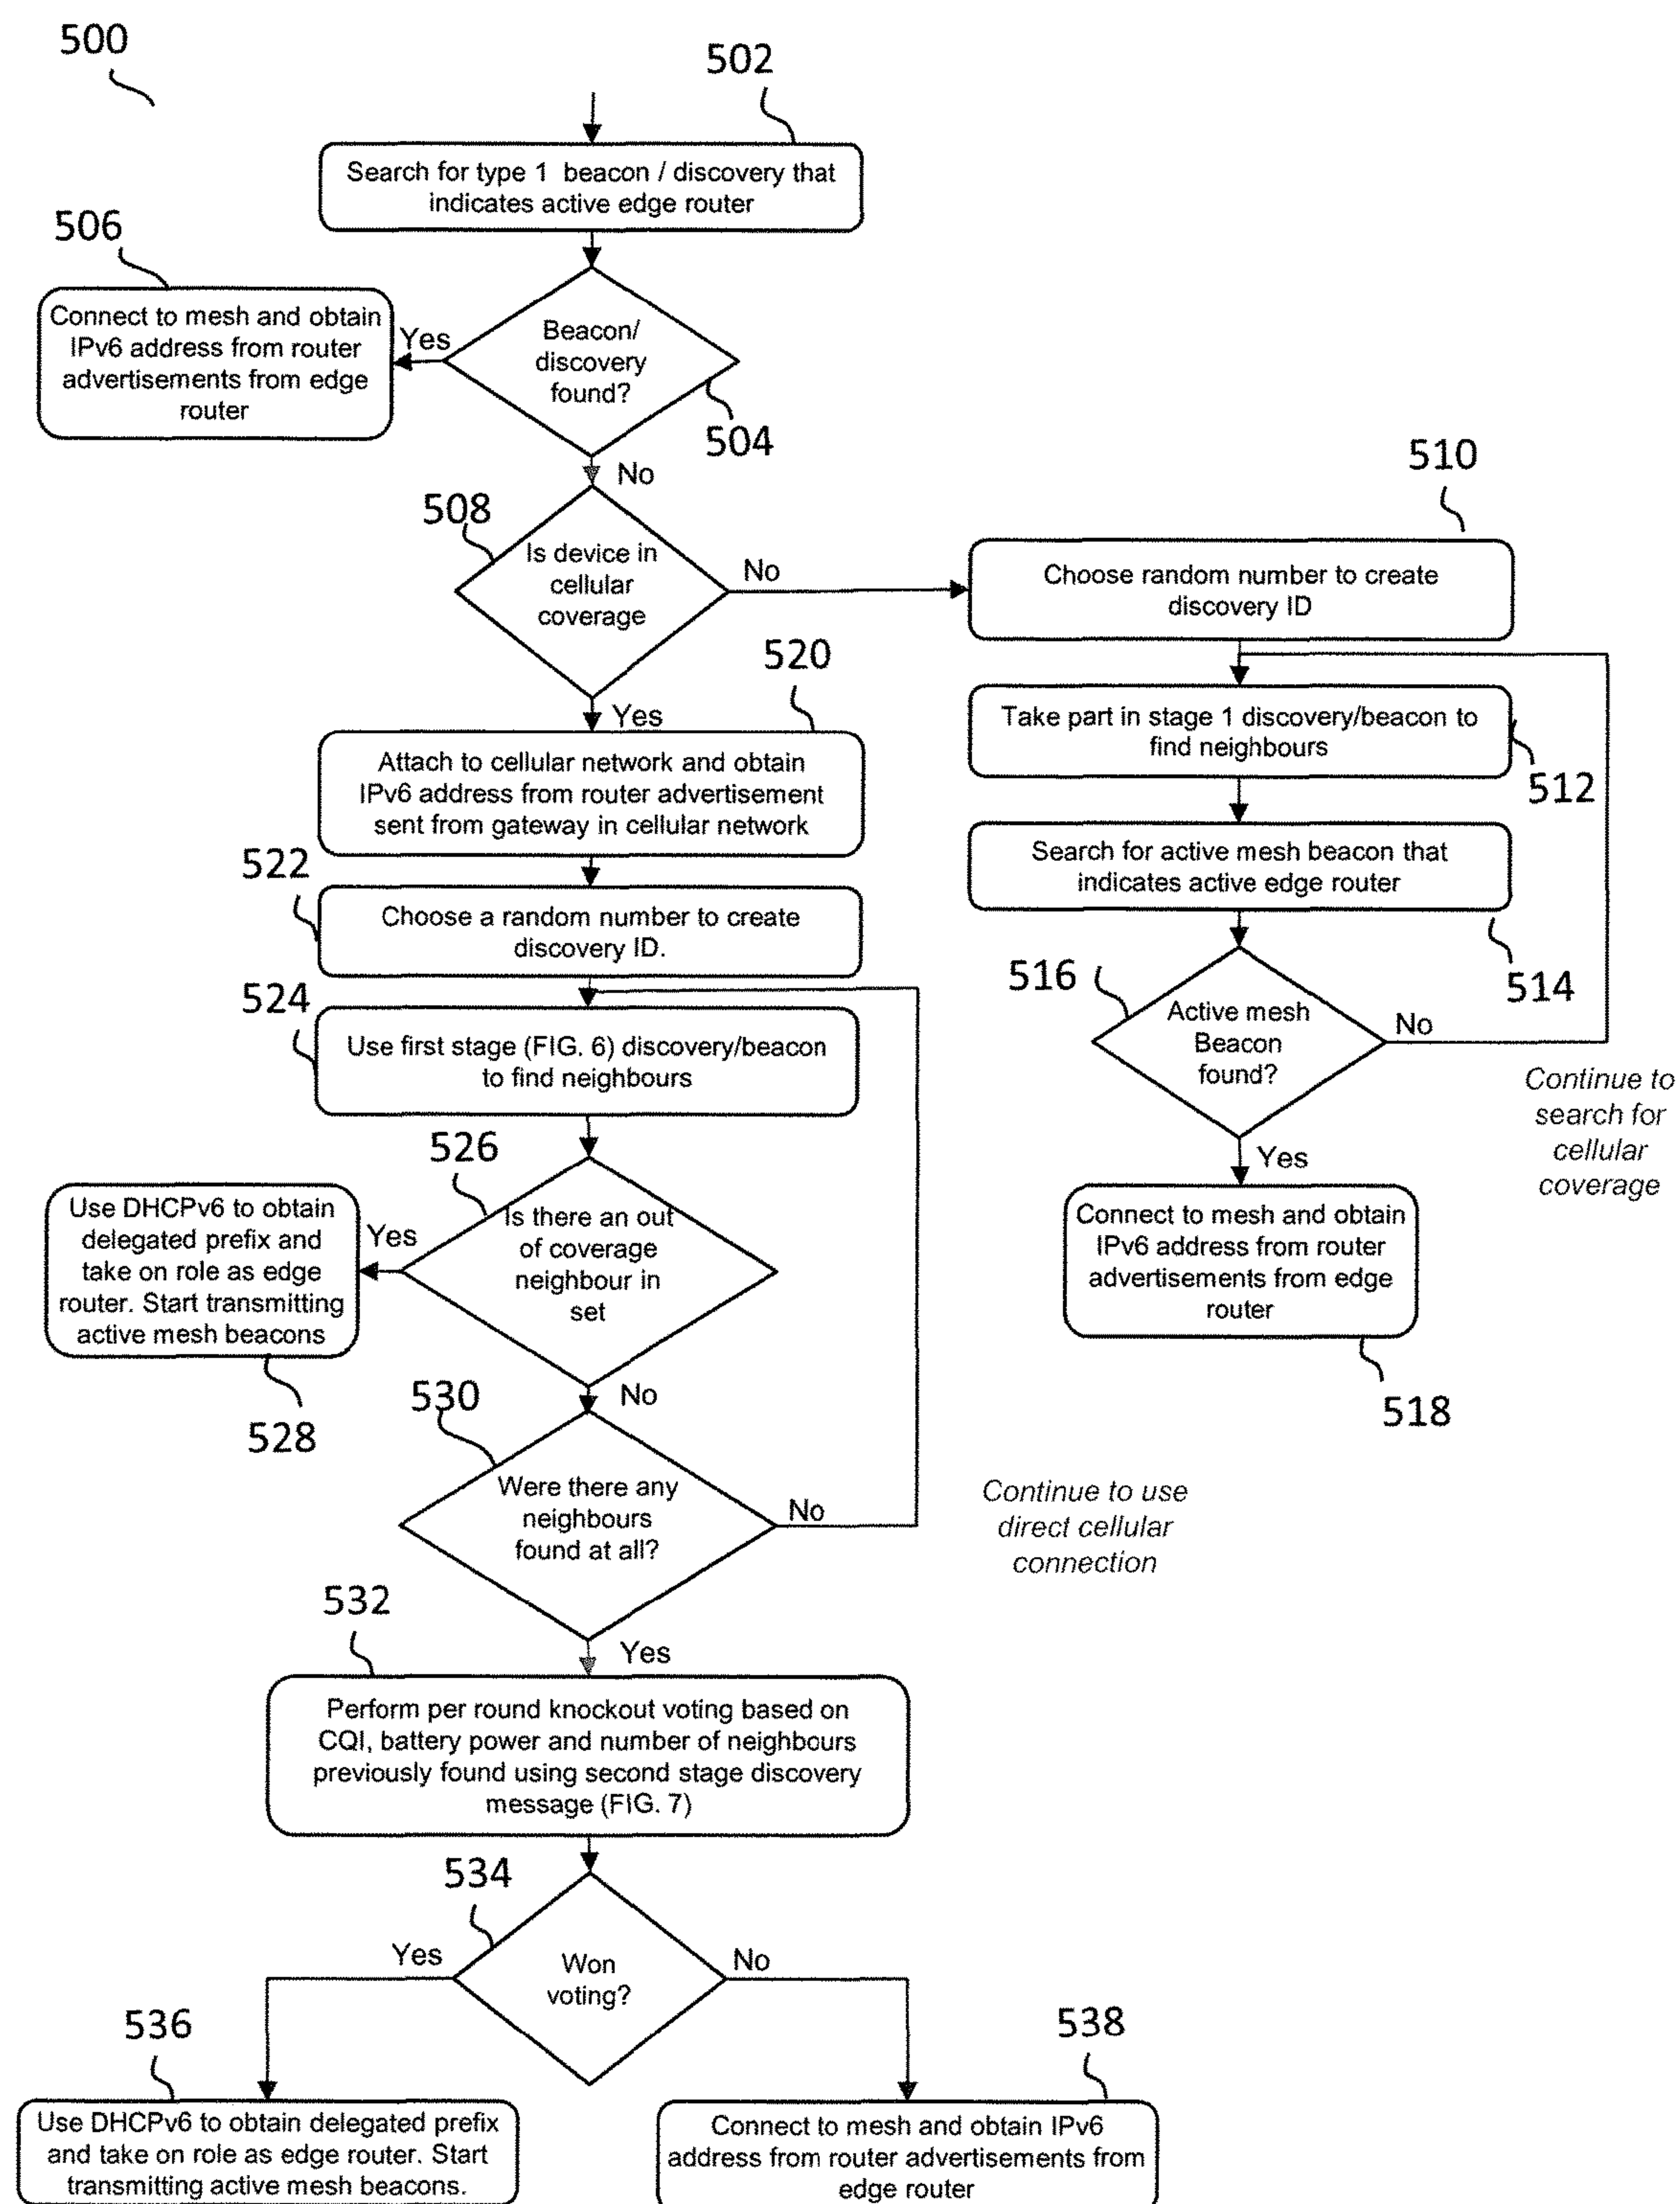 500
502
Search for type 1 beacon / discovery that
indicates active edge router
506
Connect to mesh and obtain
IPv6 address from router
advertisements from edge
router
Yes
Beacon/
discovery
found?
504
No
508
Is device in
cellular
coverage
No
510
Choose random number to create
discovery ID
Take part in stage 1 discovery/beacon to
find neighbours
512
Search for active mesh beacon that
indicates active edge router
514
516
Active mesh
Beacon
found?
No
Continue to
search for
cellular
coverage
Yes
Connect to mesh and obtain
IPv6 address from router
advertisements from edge
router
518
Yes
520
Attach to cellular network and obtain
IPv6 address from router advertisement
sent from gateway in cellular network
522
Choose a random number to create
discovery ID.
524
Use first stage (FIG. 6) discovery/beacon
to find neighbours
526
Is there an out
of coverage
neighbour in
set
Yes
Use DHCPv6 to obtain
delegated prefix and
take on role as edge
router. Start transmitting
active mesh beacons
528
No
530
Were there any
neighbours
found at all?
No
Continue to use
direct cellular
connection
Yes
532
Perform per round knockout voting based on
CQI, battery power and number of neighbours
previously found using second stage discovery
message (FIG. 7)
534
Won
voting?
Yes
No
536
Use DHCPv6 to obtain delegated prefix
and take on role as edge router. Start
transmitting active mesh beacons.
538
Connect to mesh and obtain IPv6
address from router advertisements from
edge router